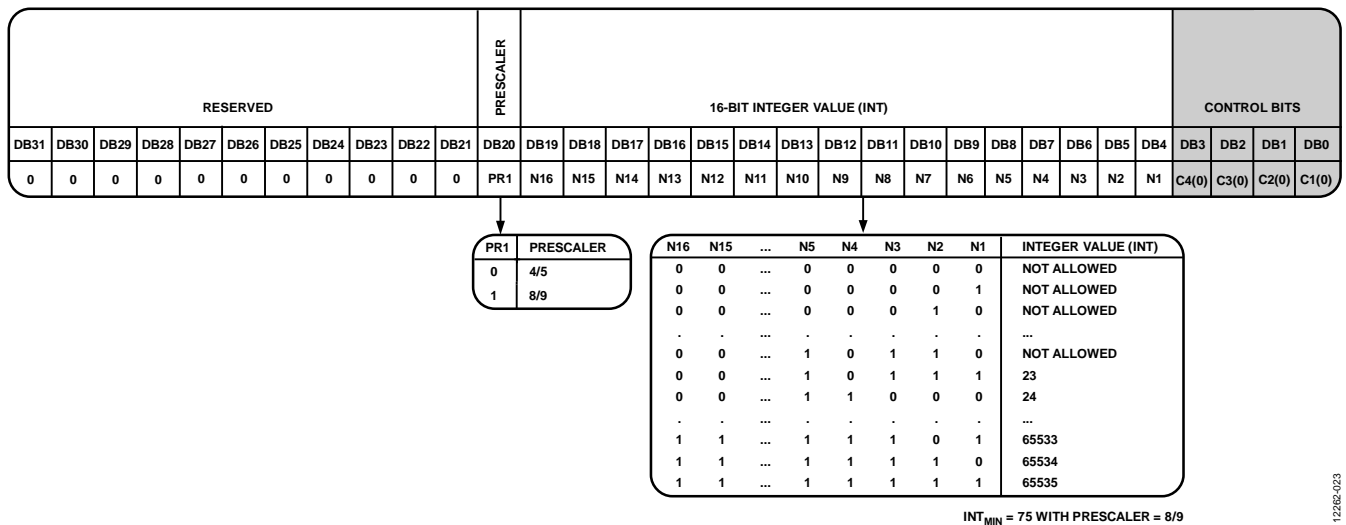 PRESCALER
RESERVED 16-BIT INTEGER VALUE (INT) CONTROL BITS
DB31 DB30 DB29 DB28 DB27 DB26 DB25 DB24 DB23 DB22 DB21 DB20 DB19 DB18 DB17 DB16 DB15 DB14 DB13 DB12 DB11 DB10 DB9 DB8 DB7 DB6 DB5 DB4 DB3 DB2 DB1 DB0
0 0 0 0 0 0 0 0 0 0 0 PR1 N16 N15 N14 N13 N12 N11 N10 N9 N8 N7 N6 N5 N4 N3 N2 N1 C4(0) C3(0) C2(0) C1(0)
PR1 PRESCALER
0 4/5
1 8/9
N16 N15 ... N5 N4 N3 N2 N1 INTEGER VALUE (INT)
0 0 ... 0 0 0 0 0 NOT ALLOWED
0 0 ... 0 0 0 0 1 NOT ALLOWED
0 0 ... 0 0 0 1 0 NOT ALLOWED
. . ... . . . . . ...
0 0 ... 1 0 1 1 0 NOT ALLOWED
0 0 ... 1 0 1 1 1 23
0 0 ... 1 1 0 0 0 24
. . ... . . . . . ...
1 1 ... 1 1 1 0 1 65533
1 1 ... 1 1 1 1 0 65534
1 1 ... 1 1 1 1 1 65535
INTMIN = 75 WITH PRESCALER = 8/9
12262-023